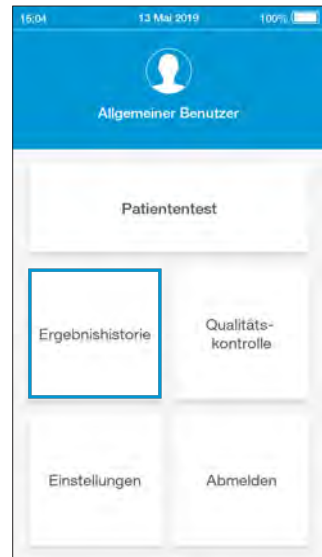 15:04 13 Mai 2019 100%
Allgemeiner Benutzer
Patiententest
Ergebnishistorie
Qualitäts-
kontrolle
Einstellungen
Abmelden